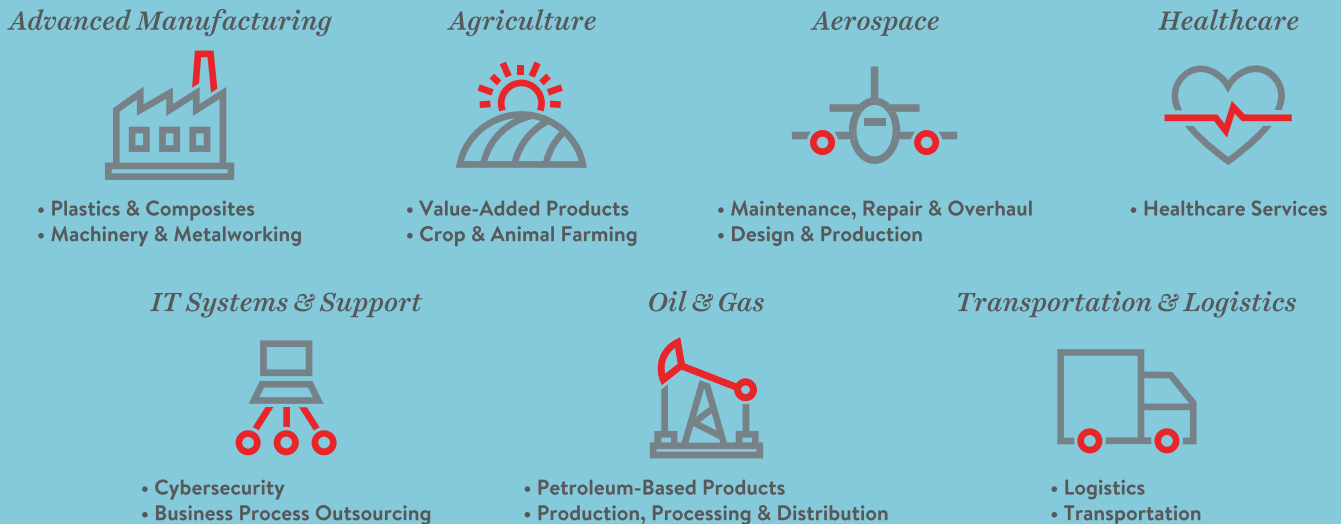 Advanced Manufacturing
• Plastics & Composites
• Machinery & Metalworking
Agriculture
• Value-Added Products
• Crop & Animal Farming
Aerospace
• Maintenance, Repair & Overhaul
• Design & Production
Healthcare
• Healthcare Services
IT Systems & Support
• Cybersecurity
• Business Process Outsourcing
Oil & Gas
• Petroleum-Based Products
• Production, Processing & Distribution
Transportation & Logistics
• Logistics
• Transportation